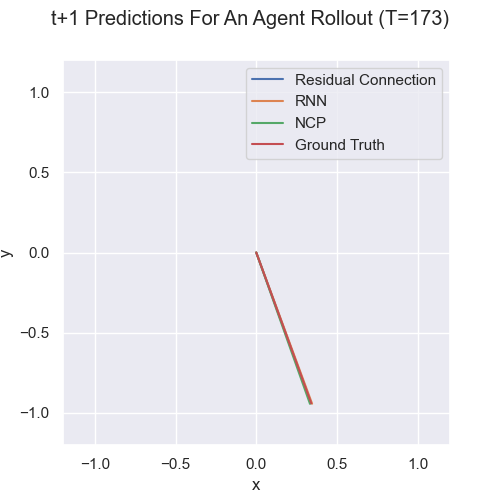 t+1 Predictions For An Agent Rollout (T=173)
Residual Connection
RNN
NCP
Ground Truth
1.0
0.5
0.0
−0.5
−1.0
y
−1.0 −0.5 0.0 0.5 1.0
x